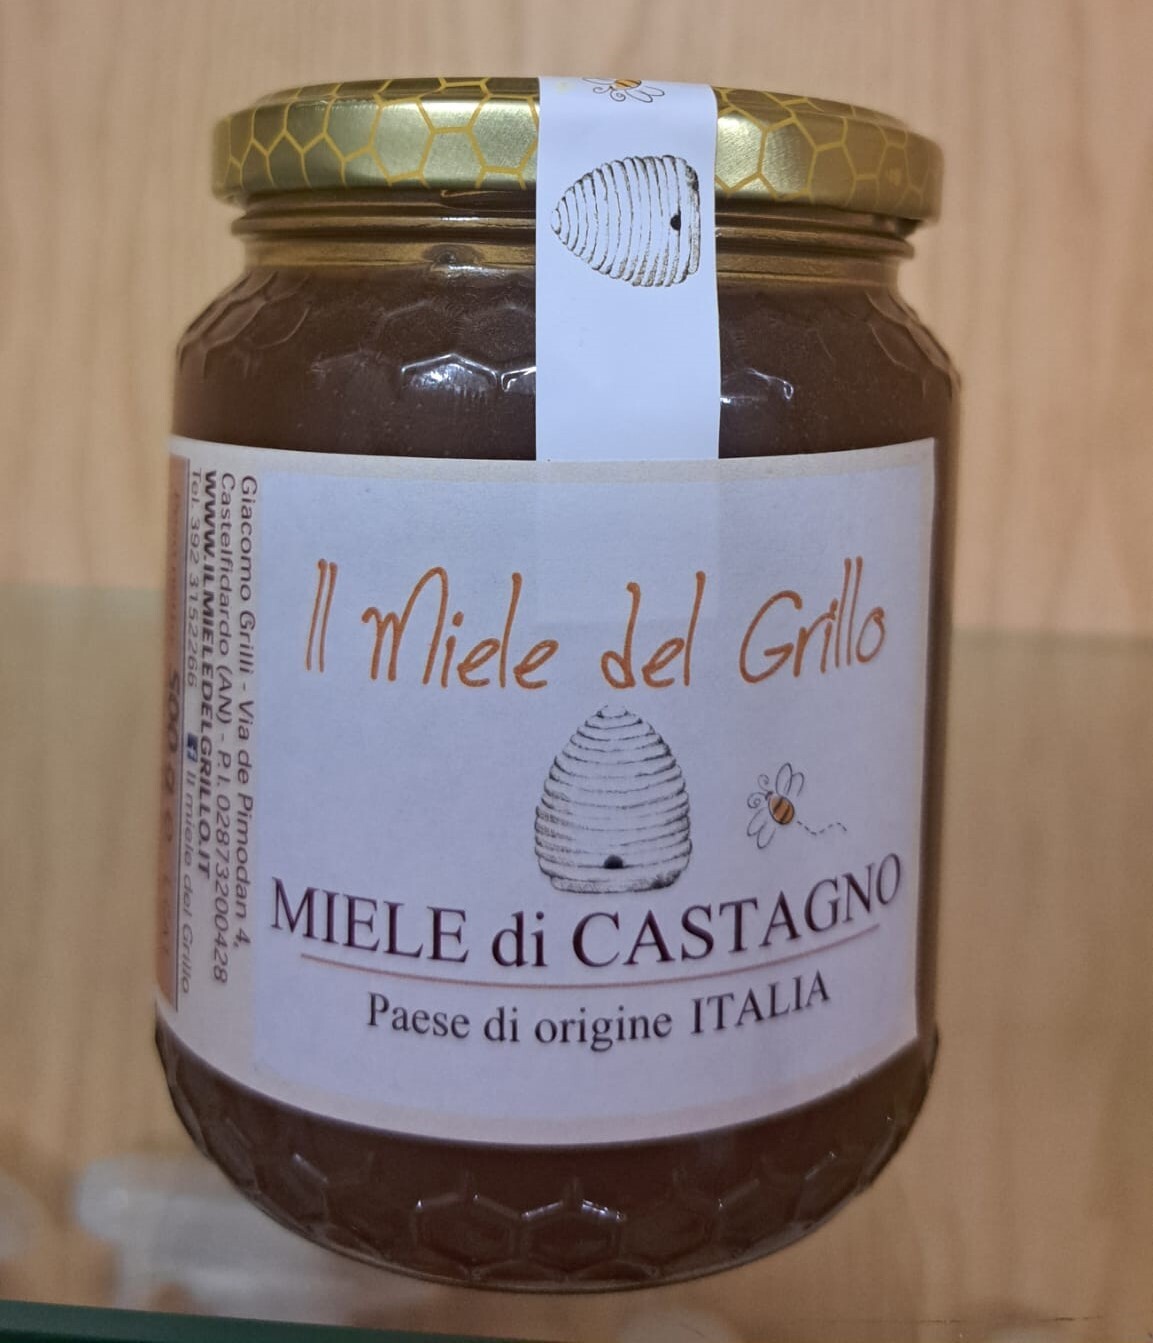 Il Miele del Grillo
MIELE di CASTAGNO
Paese di origine ITALIA
Giacomo Grilli - Via de Pimodan 4,
Castelfidardo (AN) - P.I. 02873200428
WWW.ILMIELEDELGRILLO.IT
Tel. 392 3152266 Il miele del Grillo
500 g e